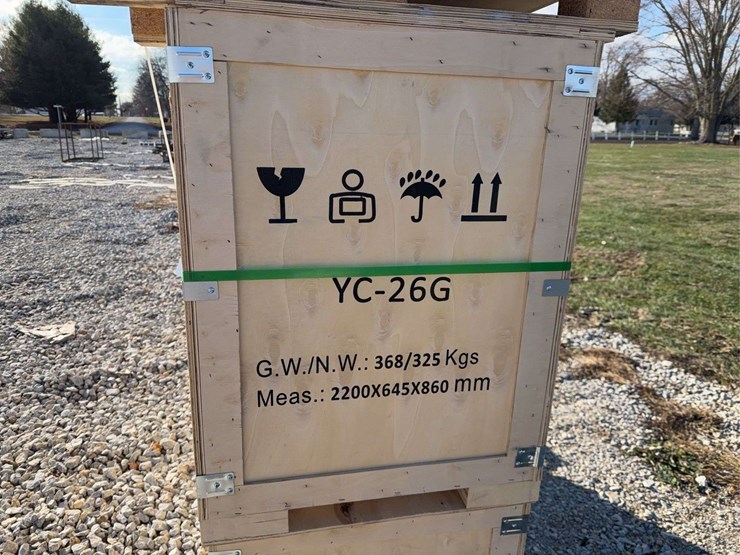 YC-26G
G.W./N.W.: 368/325 Kgs
Meas.: 2200X645X860 mm